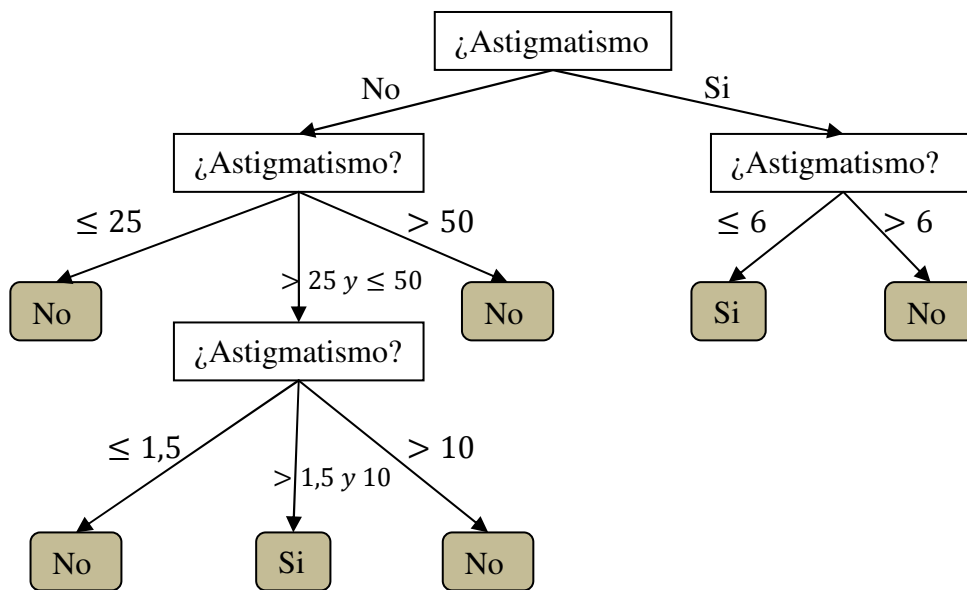 ¿Astigmatismo
No
Si
¿Astigmatismo?
¿Astigmatismo?
≤ 25
> 50
≤ 6
> 6
> 25 y ≤ 50
No
No
Si
No
¿Astigmatismo?
≤ 1,5
> 10
> 1,5 y 10
No
Si
No